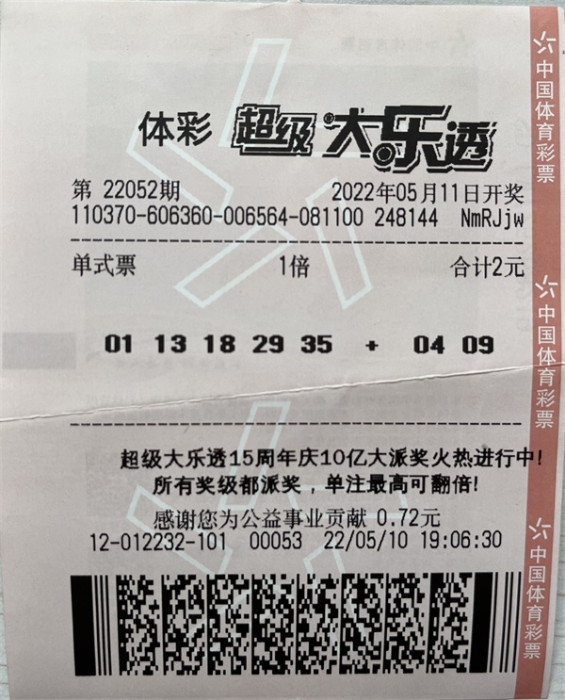 体彩 超级大乐透
第 22052期 2022年05月11日开奖
110370-606360-006564-081100 248144 NmRJjw
单式票 1倍 合计2元
01 13 18 29 35 + 04 09
超级大乐透15周年庆10亿大派奖火热进行中!
所有奖级都派奖，单注最高可翻倍!
感谢您为公益事业贡献 0.72元
12-012232-101 00053 22/05/10 19:06:30
中国体育彩票
中国体育彩票
中国体育彩票